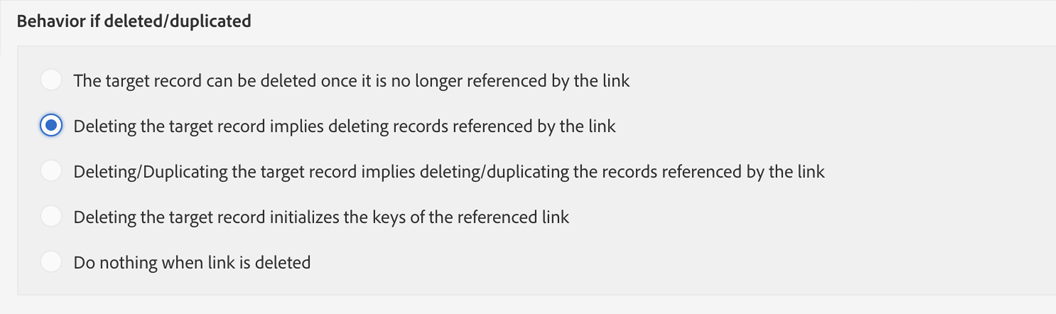 Behavior if deleted/duplicated
The target record can be deleted once it is no longer referenced by the link
Deleting the target record implies deleting records referenced by the link
Deleting/Duplicating the target record implies deleting/duplicating the records referenced by the link
Deleting the target record initializes the keys of the referenced link
Do nothing when link is deleted